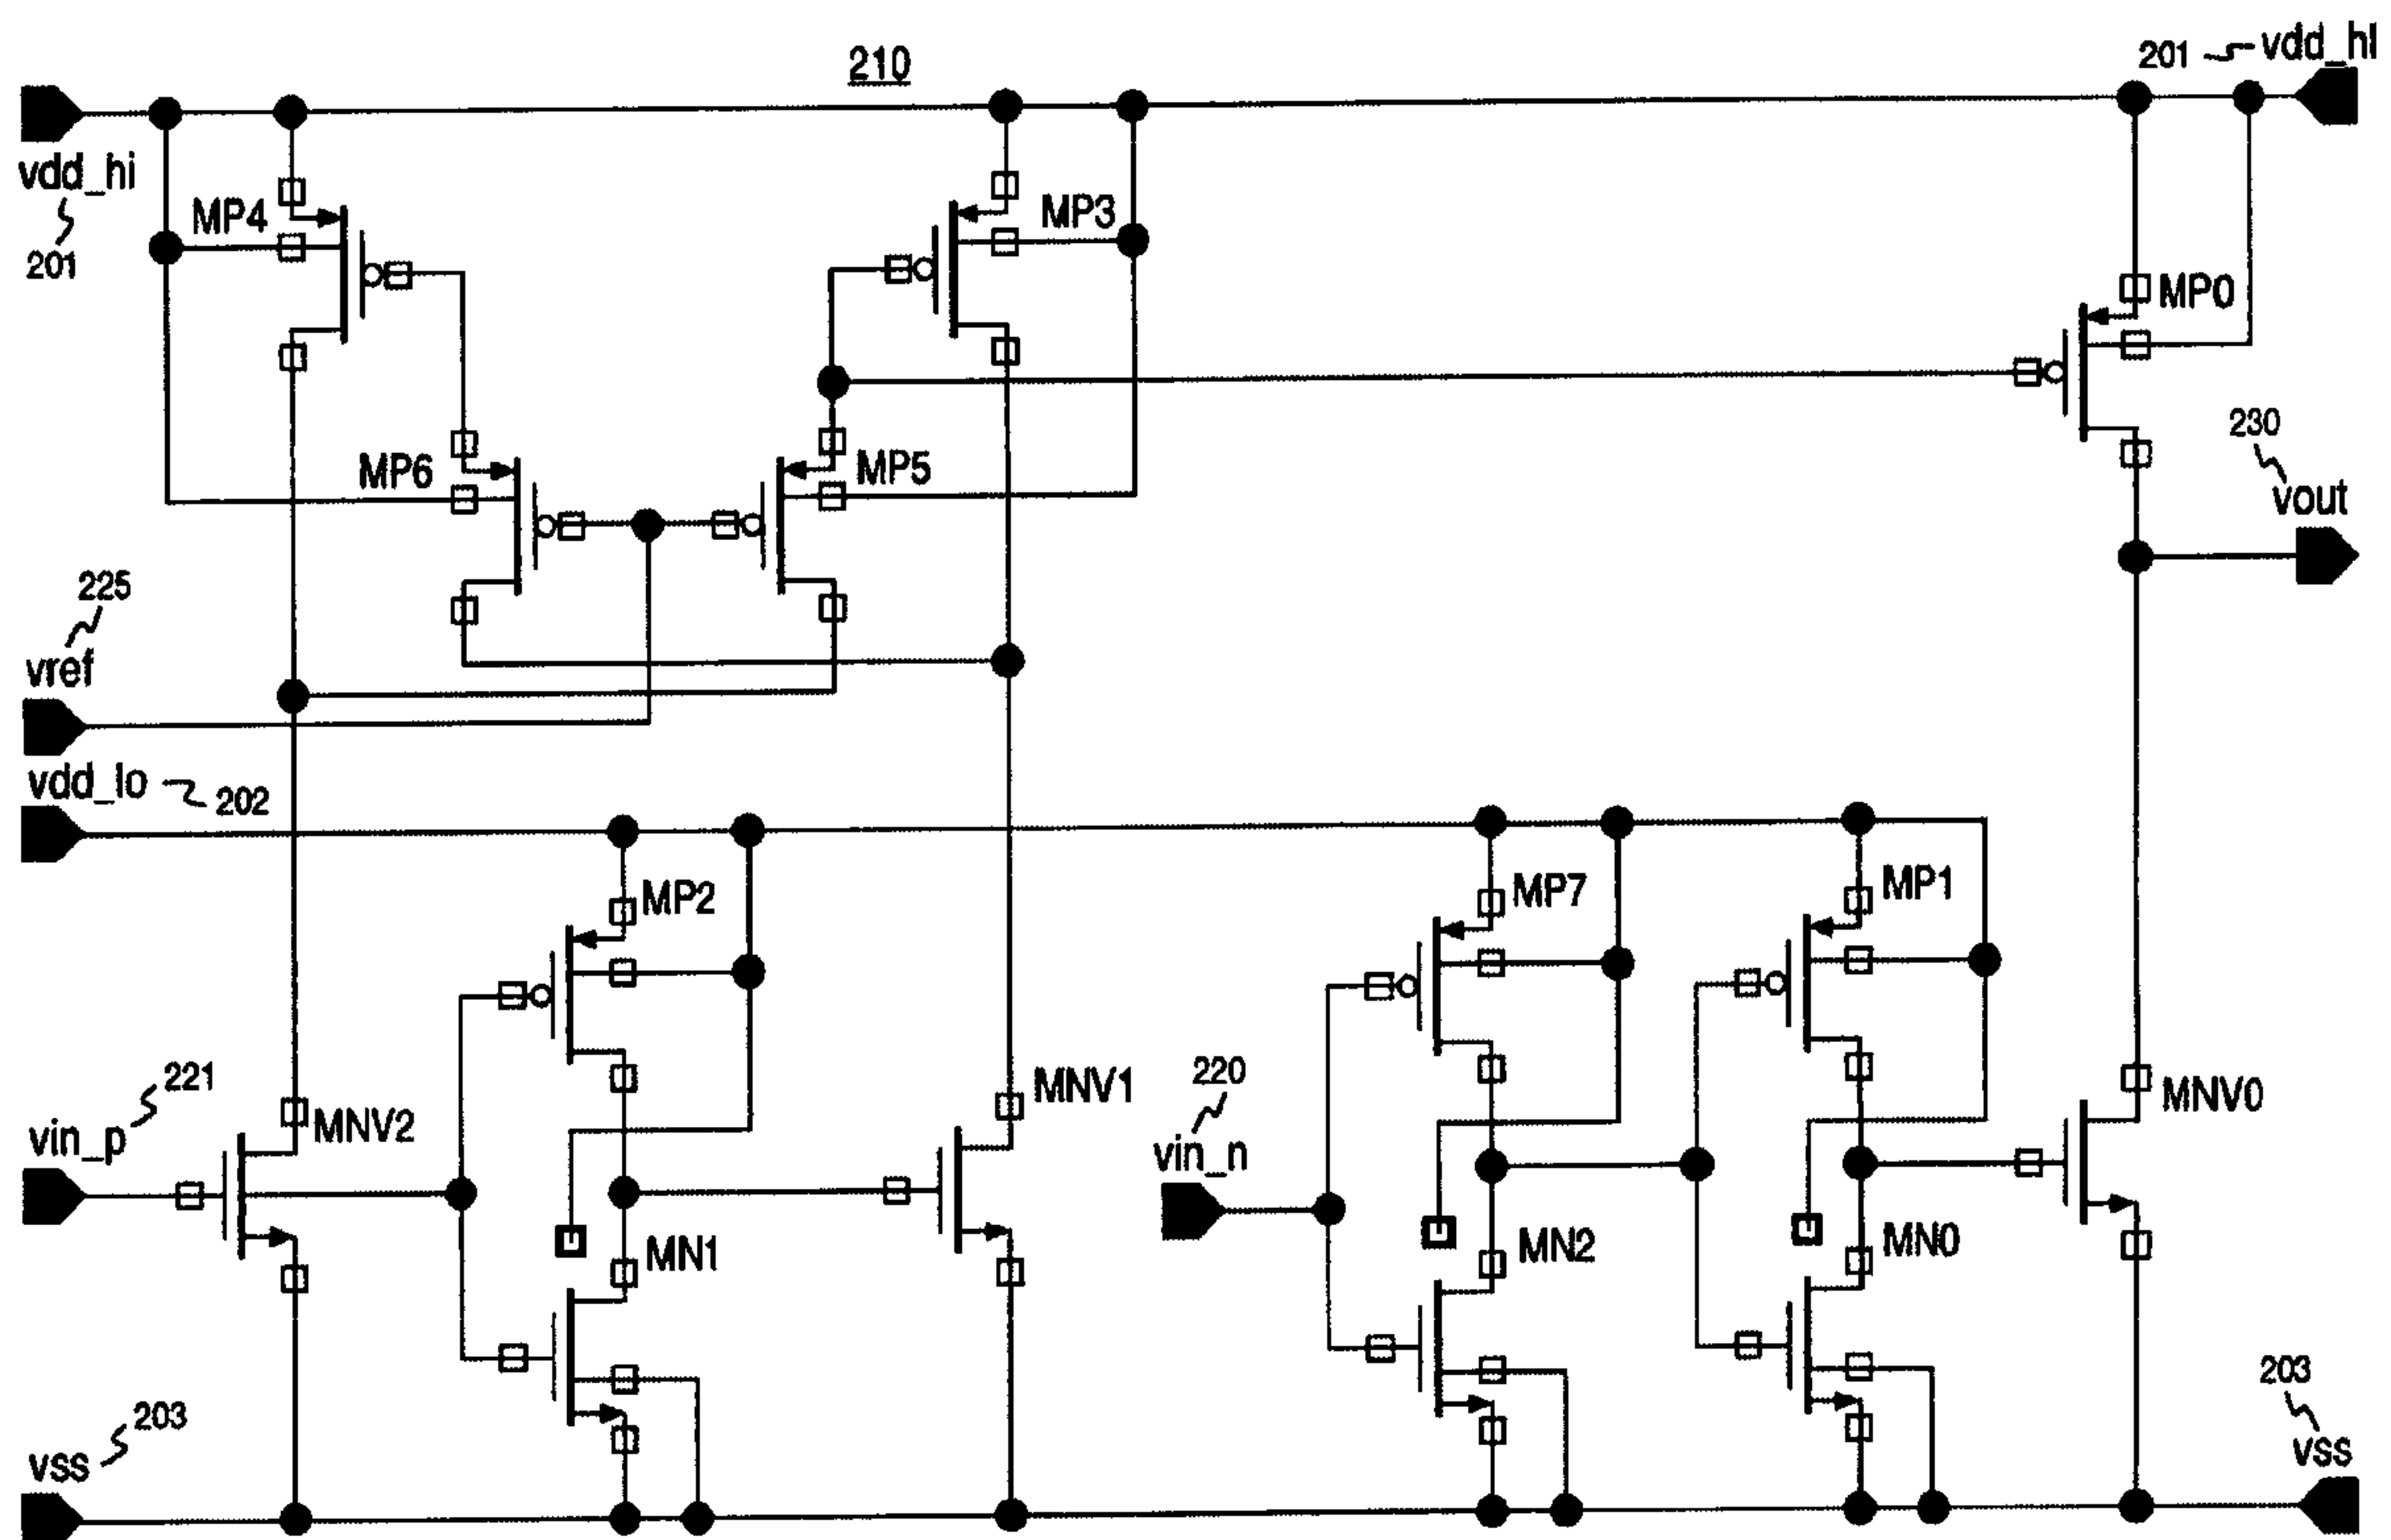 210
201 vdd_hi
vdd_hi
201
MP4
MP3
MP0
230
vout
MP6
MP5
225
vref
vdd_lo 202
MP2
MP7
MP1
221
vin_p
MNV2
MNV1
220
vin_n
MNV0
MN1
MN2
MN0
203
vss
203
vss